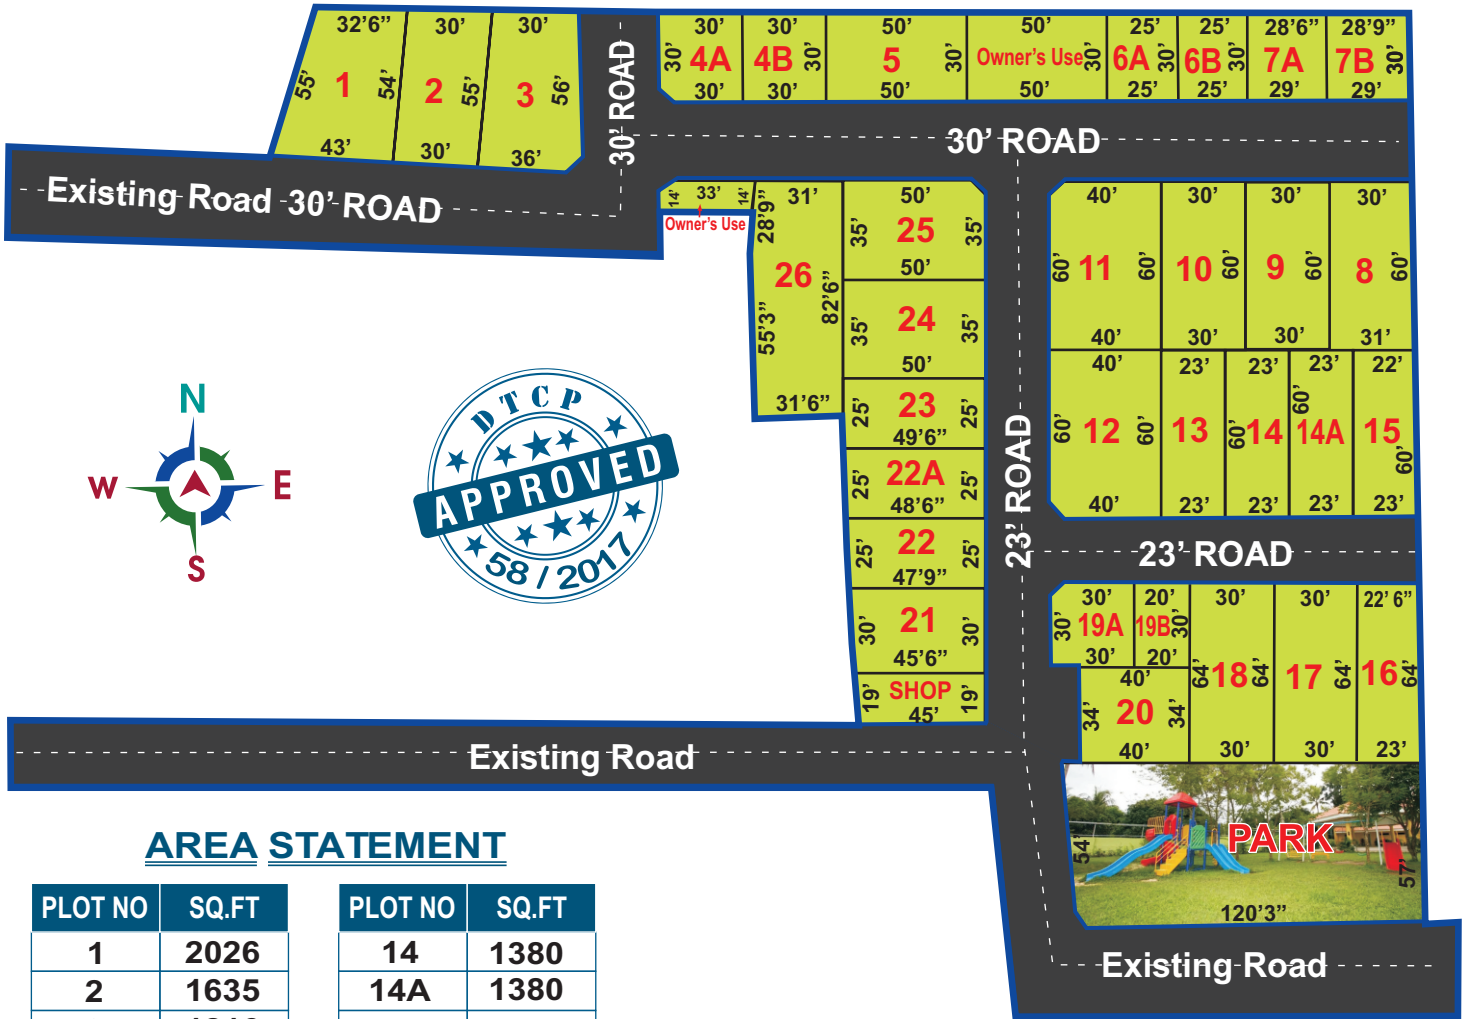 32'6” 30' 30'
55' 1 54' 2 55' 3 56'
43' 30' 36'
30' ROAD
30' 30' 50' 50' 25' 25' 28'6” 28'9”
30' 4A 4B 30' 5 30' Owner's Use 30' 6A 30' 6B 30' 7A 7B 30'
30' 30' 50' 50' 25' 25' 29' 29'
30' ROAD
Existing Road 30' ROAD
14' 33' 14'
Owner's Use
31'
28'9”
26
55'3” 82'6”
31'6”
50'
35' 25 35'
50'
35' 24 35'
50'
25' 23 25'
49'6”
25' 22A 25'
48'6”
25' 22 25'
47'9”
30' 21 30'
45'6”
19' SHOP 19'
45'
23' ROAD
40' 30' 30' 30'
60' 11 60' 10 60' 9 60' 8 60'
40' 30' 30' 31'
40' 23' 23' 23' 22'
60' 12 60' 13 60' 14 60' 14A 15 60'
40' 23' 23' 23' 23'
23' ROAD
30' 20' 30' 30' 22' 6”
30' 19A 19B 30'
30' 20'
40'
64' 18 64' 17 64' 16 64'
34' 20 34'
40' 30' 30' 23'
PARK
54' 57'
120'3”
Existing Road
Existing Road
N
W E
S
DTCP
APPROVED
58 / 2017
AREA STATEMENT
PLOT NO SQ.FT PLOT NO SQ.FT
1 2026 14 1380
2 1635 14A 1380